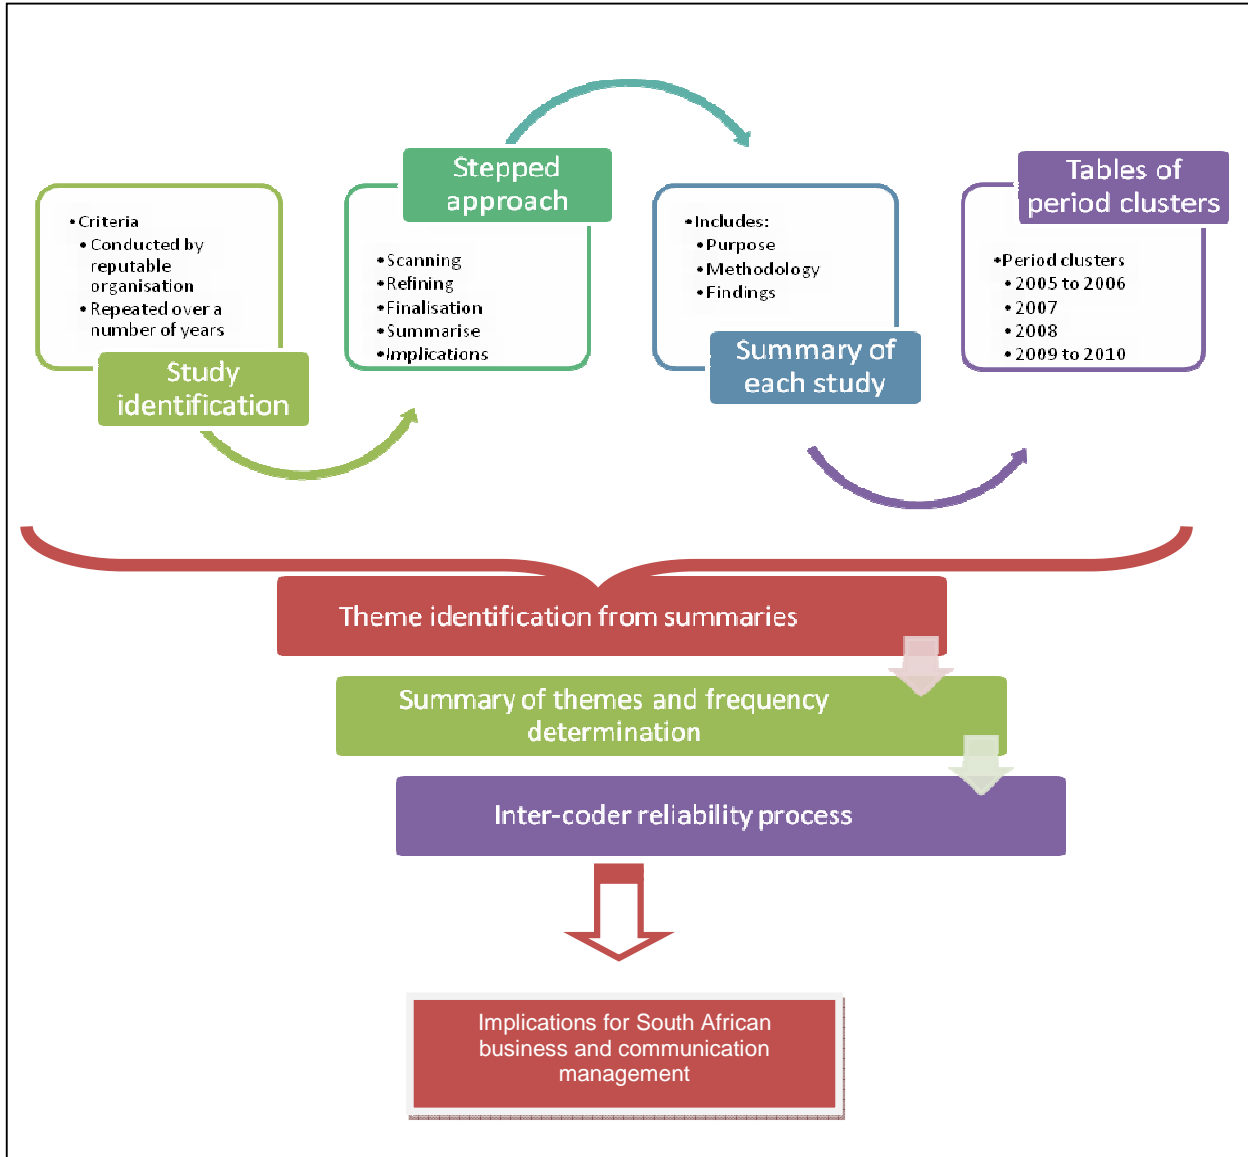 • Criteria
• Conducted by
reputable
organisation
• Repeated over a
number of years
Study
identification
Stepped
approach
• Scanning
• Refining
• Finalisation
• Summarise
• Implications
• Includes:
• Purpose
• Methodology
• Findings
Summary of
each study
Tables of
period clusters
• Period clusters
• 2005 to 2006
• 2007
• 2008
• 2009 to 2010
Theme identification from summaries
Summary of themes and frequency
determination
Inter-coder reliability process
Implications for South African
business and communication
management